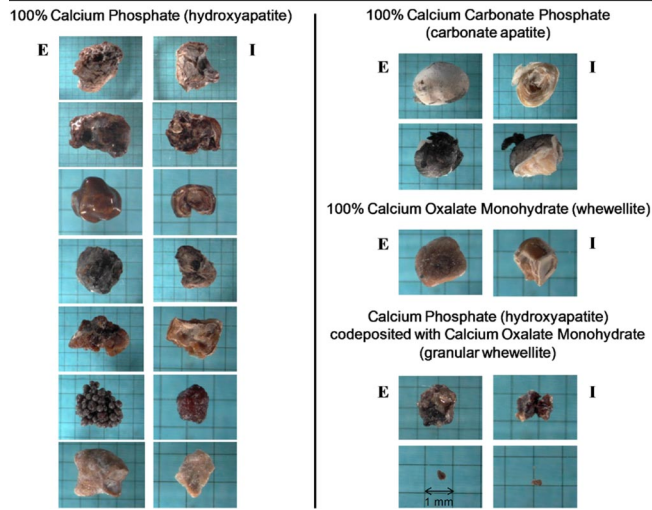 100% Calcium Phosphate (hydroxyapatite)
E I
100% Calcium Carbonate Phosphate
(carbonate apatite)
E I
100% Calcium Oxalate Monohydrate (whewellite)
E I
Calcium Phosphate (hydroxyapatite)
codeposited with Calcium Oxalate Monohydrate
(granular whewellite)
E I
1 mm